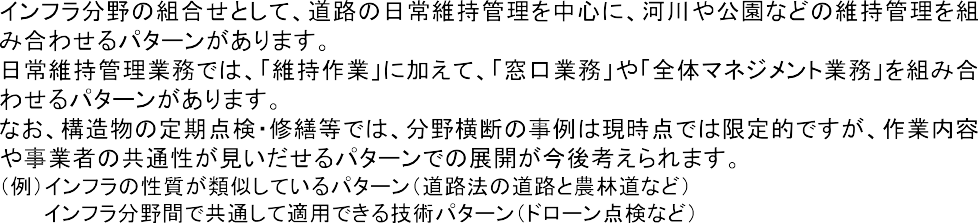 インフラ分野の組合せとして、道路の日常維持管理を中心に、河川や公園などの維持管理を組
み合わせるパターンがあります。
日常維持管理業務では、「維持作業」に加えて、「窓口業務」や「全体マネジメント業務」を組み合
わせるパターンがあります。
なお、構造物の定期点検・修繕等では、分野横断の事例は現時点では限定的ですが、作業内容
や事業者の共通性が見いだせるパターンでの展開が今後考えられます。
（例）インフラの性質が類似しているパターン（道路法の道路と農林道など）
インフラ分野間で共通して適用できる技術パターン（ドローン点検など）